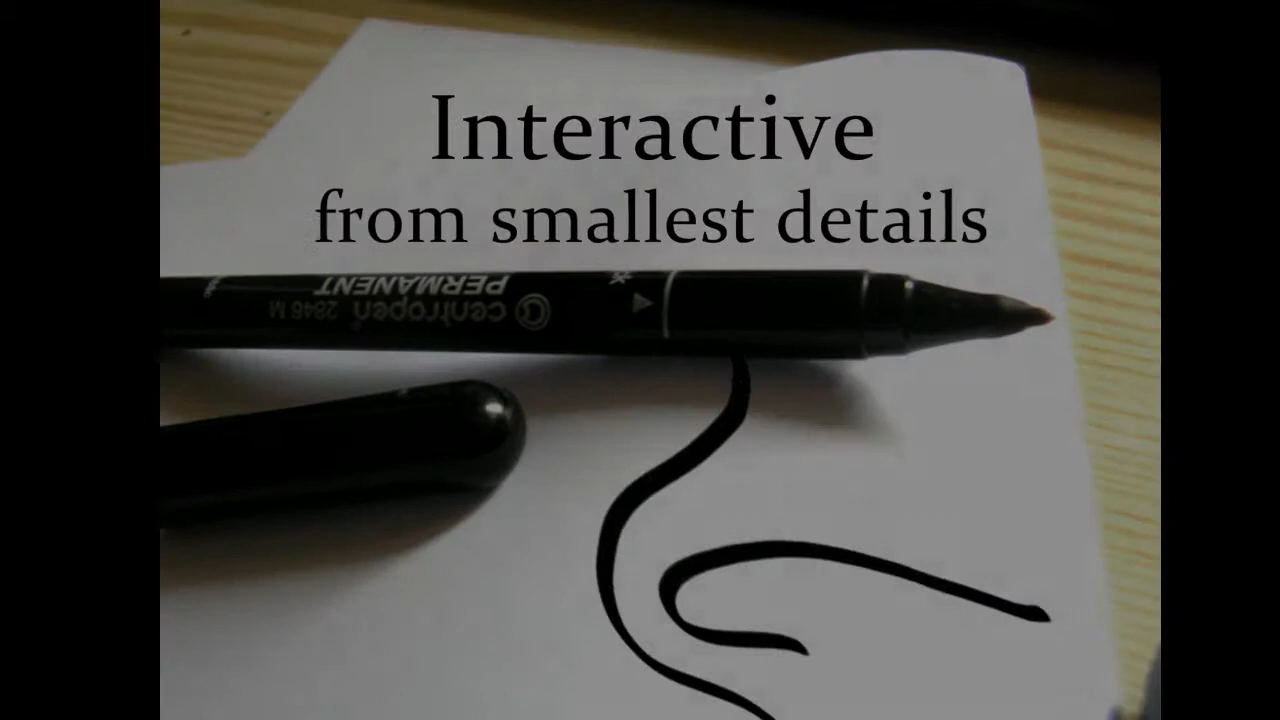 Interactive
from smallest details
PERMANENT
centropen 2846 M